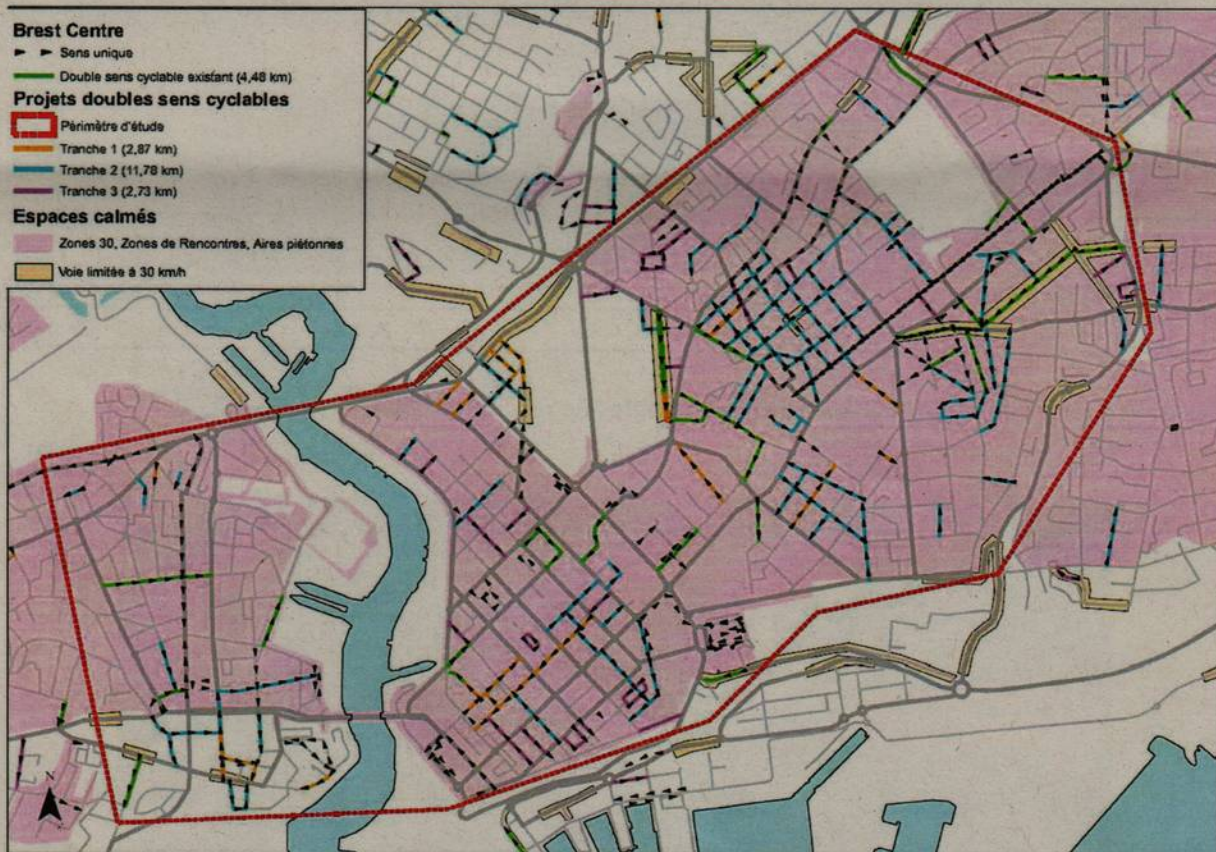 Brest Centre
Sens unique
Double sens cyclable existant (4,48 km)
Projets doubles sens cyclables
Périmètre d'étude
Tranche 1 (2,87 km)
Tranche 2 (11,78 km)
Tranche 3 (2,73 km)
Espaces calmés
Zones 30, Zones de Rencontres, Aires piétonnes
Voie limitée à 30 km/h
N